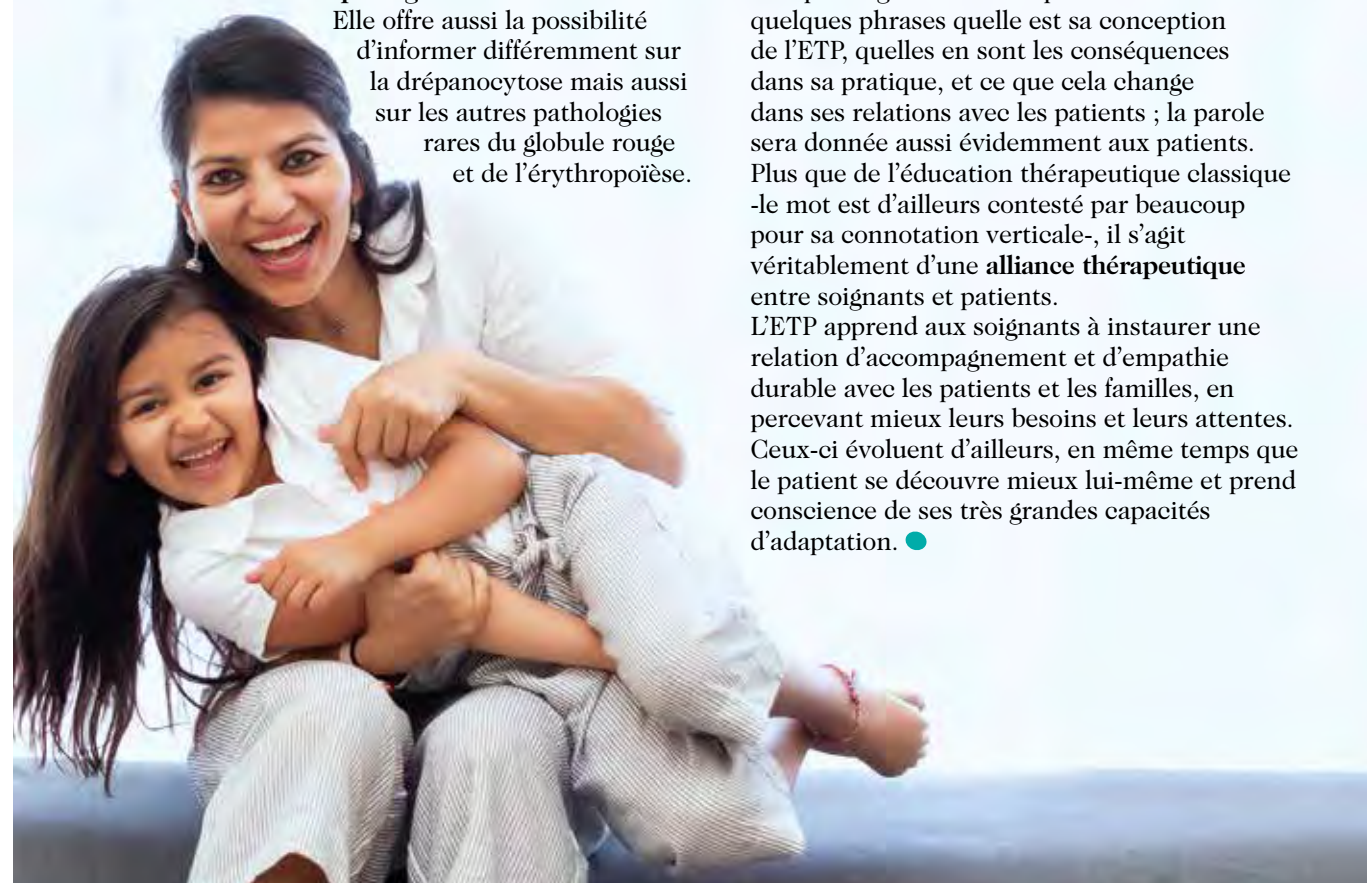 Elle offre aussi la possibilité
d'informer différemment sur
la drépanocytose mais aussi
sur les autres pathologies
rares du globule rouge
et de l'érythropoïèse.
quelques phrases quelle est sa conception
de l'ETP, quelles en sont les conséquences
dans sa pratique, et ce que cela change
dans ses relations avec les patients ; la parole
sera donnée aussi évidemment aux patients.
Plus que de l'éducation thérapeutique classique
-le mot est d'ailleurs contesté par beaucoup
pour sa connotation verticale-, il s'agit
véritablement d'une alliance thérapeutique
entre soignants et patients.
L'ETP apprend aux soignants à instaurer une
relation d'accompagnement et d'empathie
durable avec les patients et les familles, en
percevant mieux leurs besoins et leurs attentes.
Ceux-ci évoluent d'ailleurs, en même temps que
le patient se découvre mieux lui-même et prend
conscience de ses très grandes capacités
d'adaptation.